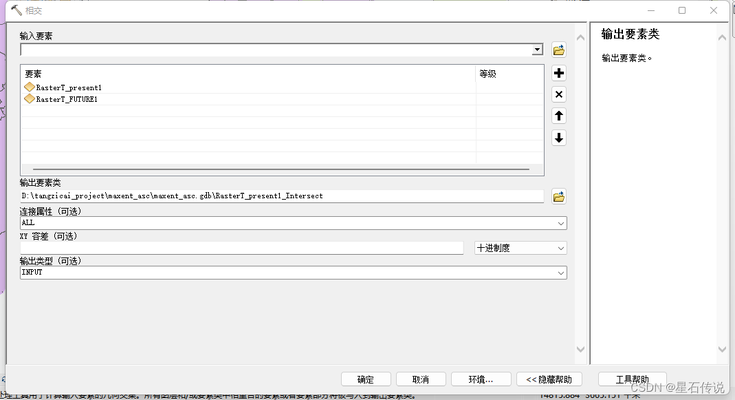 相交
输入要素
要素
等级
RasterT_present1
RasterT_FUTURE1
输出要素类
D:\tangzicai_project\maxent_asc\maxent_asc.gdb\RasterT_present1_Intersect
连接属性 (可选)
ALL
XY 容差 (可选)
十进制度
输出类型 (可选)
INPUT
输出要素类
输出要素类。
确定
取消
环境...
<< 隐藏帮助
工具帮助
CSDN @星石传说